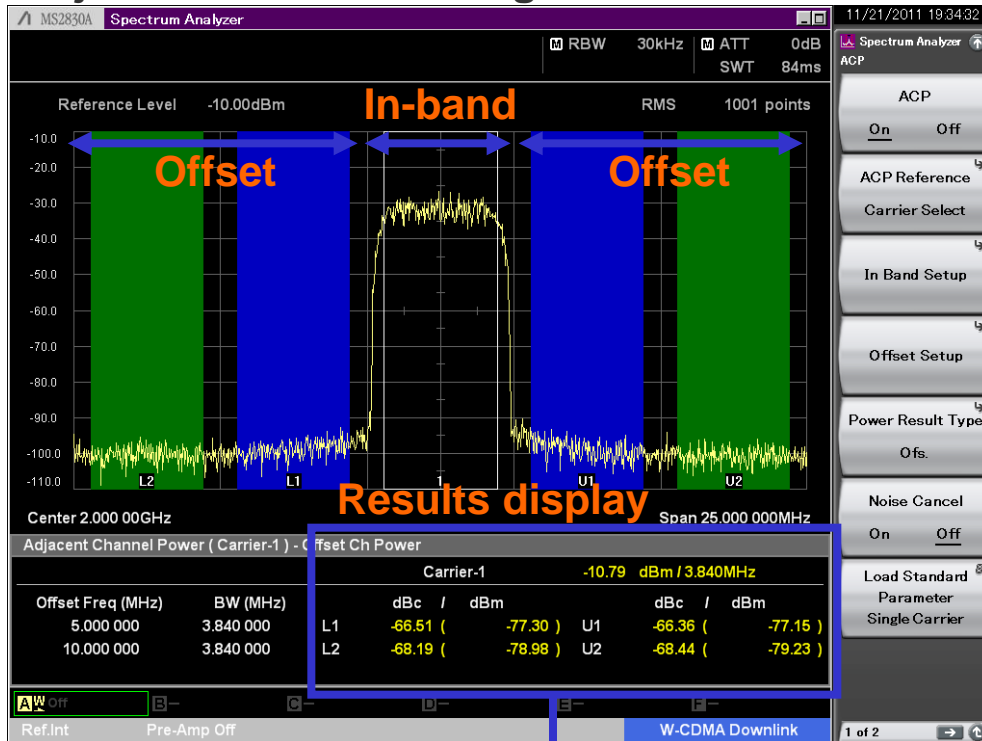 MS2830A Spectrum Analyzer
11/21/2011 19:34:32
M RBW 30kHz M ATT 0dB
SWT 84ms
Reference Level -10.00dBm RMS 1001 points
In-band
Offset Offset
-10.0
-20.0
-30.0
-40.0
-50.0
-60.0
-70.0
-80.0
-90.0
-100.0
-110.0
L2 L1 1 U1 U2
Results display
Center 2.000 00GHz Span 25.000 000MHz
Adjacent Channel Power ( Carrier-1 ) - Offset Ch Power
Carrier-1 -10.79 dBm / 3.840MHz
Offset Freq (MHz) BW (MHz) dBc / dBm dBc / dBm
5.000 000 3.840 000 L1 -66.51 ( -77.30 ) U1 -66.36 ( -77.15 )
10.000 000 3.840 000 L2 -68.19 ( -78.98 ) U2 -68.44 ( -79.23 )
A W Off B – C – D – E – F –
Ref.Int Pre-Amp Off W-CDMA Downlink
Spectrum Analyzer
ACP
ACP
On Off
ACP Reference
Carrier Select
In Band Setup
Offset Setup
Power Result Type
Ofs.
Noise Cancel
On Off
Load Standard
Parameter
Single Carrier
1 of 2